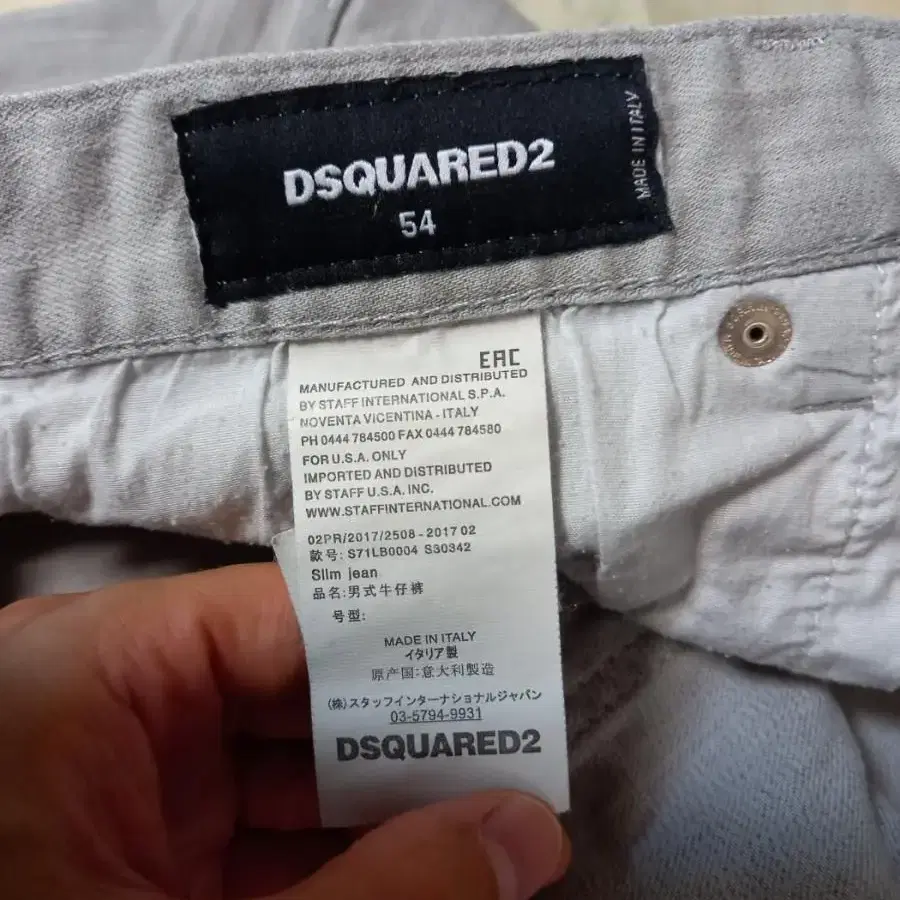 DSQUARED2
54
MADE IN ITALY
EAC
MANUFACTURED AND DISTRIBUTED
BY STAFF INTERNATIONAL S.P.A.
NOVENTA VICENTINA - ITALY
PH 0444 784500 FAX 0444 784580
FOR U.S.A. ONLY
IMPORTED AND DISTRIBUTED
BY STAFF U.S.A. INC.
WWW.STAFFINTERNATIONAL.COM
02PR/2017/2508 - 2017 02
款号: S71LB0004 S30342
Slim jean
品名:男式牛仔裤
号型:
MADE IN ITALY
イタリア製
原产国:意大利製造
(株)スタッフインターナショナルジャパン
03-5794-9931
DSQUARED2